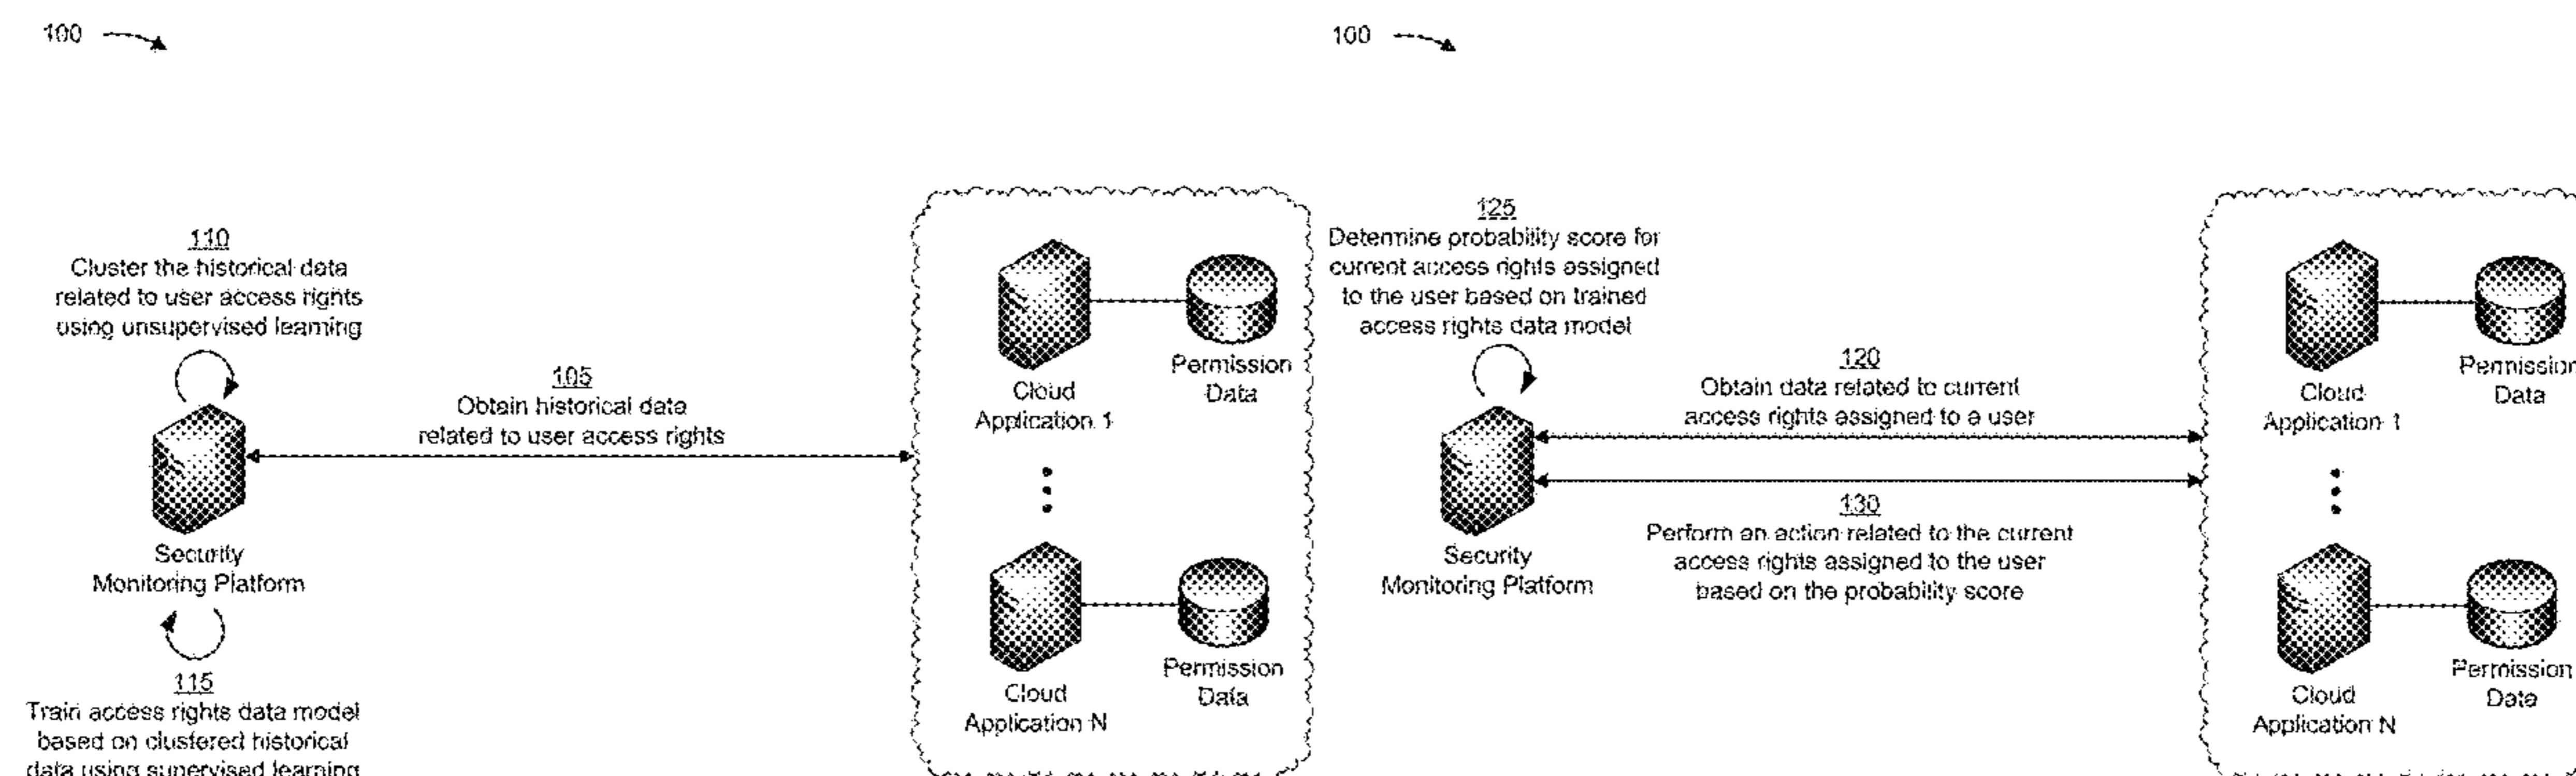 100
110
Cluster the historical data
related to user access rights
using unsupervised learning
105
Obtain historical data
related to user access rights
Security
Monitoring Platform
115
Train access rights data model
based on clustered historical
data using supervised learning
Cloud
Application 1
Permission
Data
Cloud
Application N
Permission
Data
100
125
Determine probability score for
current access rights assigned
to the user based on trained
access rights data model
120
Obtain data related to current
access rights assigned to a user
130
Perform an action related to the current
access rights assigned to the user
based on the probability score
Security
Monitoring Platform
Cloud
Application 1
Permission
Data
Cloud
Application N
Permission
Data